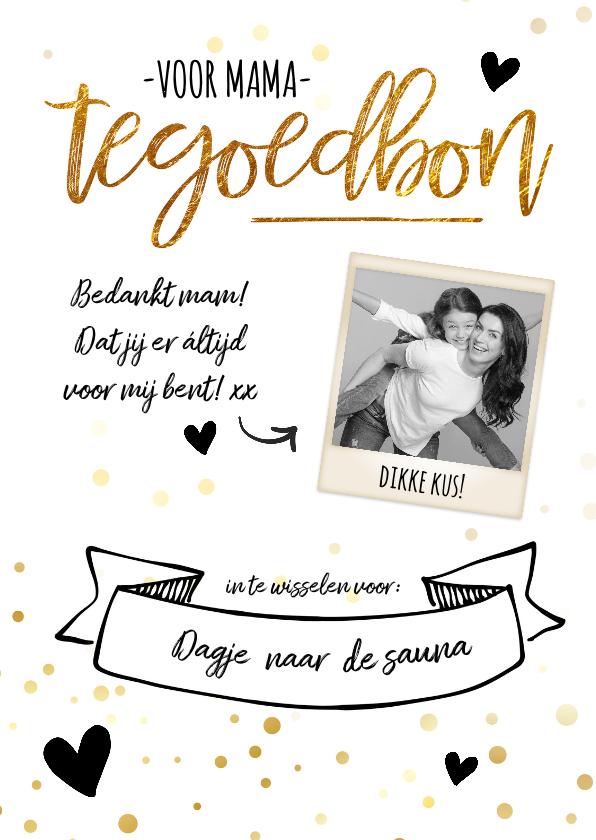 -VOOR MAMA-
tegoedbon
Bedankt mam!
Dat jij er áltijd
voor mij bent! xx
DIKKE KUS!
in te wisselen voor:
Dagje naar de sauna